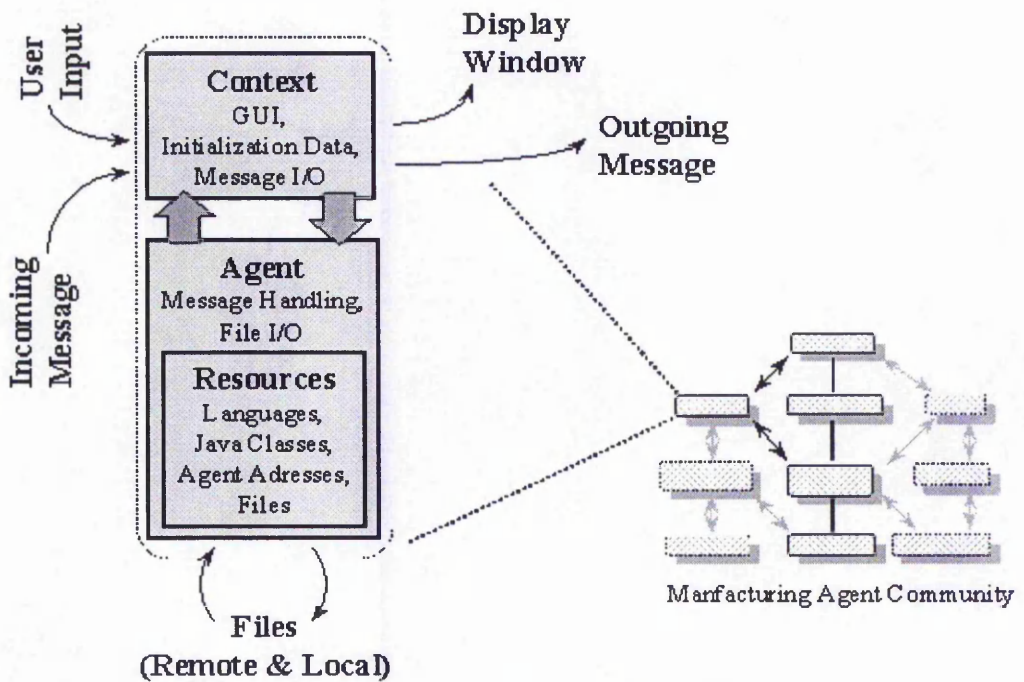 User
Input
Incoming
Message
Context
GUI,
Initialization Data,
Message I/O
Agent
Message Handling,
File I/O
Resources
Languages,
Java Classes,
Agent Adresses,
Files
Files
(Remote & Local)
Display
Window
Outgoing
Message
Manfacturing Agent Community